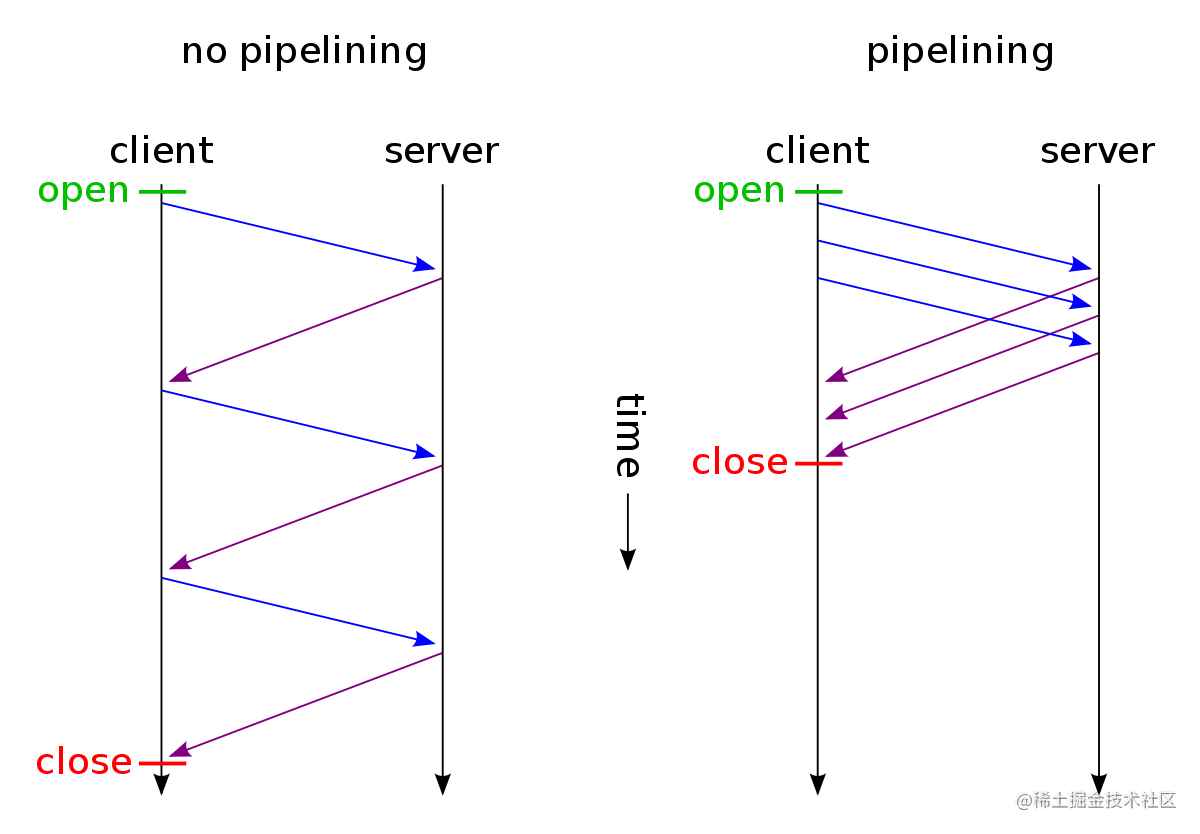 no pipelining
pipelining
client
server
client
server
open
open
time
close
close
@稀土掘金技术社区